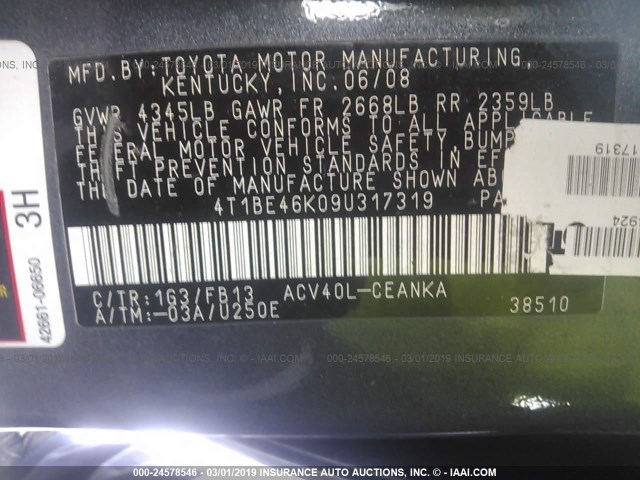 MFD.BY:TOYOTA MOTOR MANUFACTURING
KENTUCKY, INC. 06/08
GVWR 4345LB GAWR FR 2668LB RR 2359LB
THIS VEHICLE CONFORMS TO ALL APPLICABLE
FEDERAL MOTOR VEHICLE SAFETY, BUMP
THEFT PREVENTION STANDARDS IN EF
THE DATE OF MANUFACTURE SHOWN AB
4T1BE46K09U317319 PA
C/TR:1G3/FB13 ACV40L-CEANKA
A/TM:-03A/U250E 38510
3H
42661-06650
17319
924
000-24578546 - 03/01/2019 INSURANCE AUTO AUCTIONS INC. © - IAAI.COM